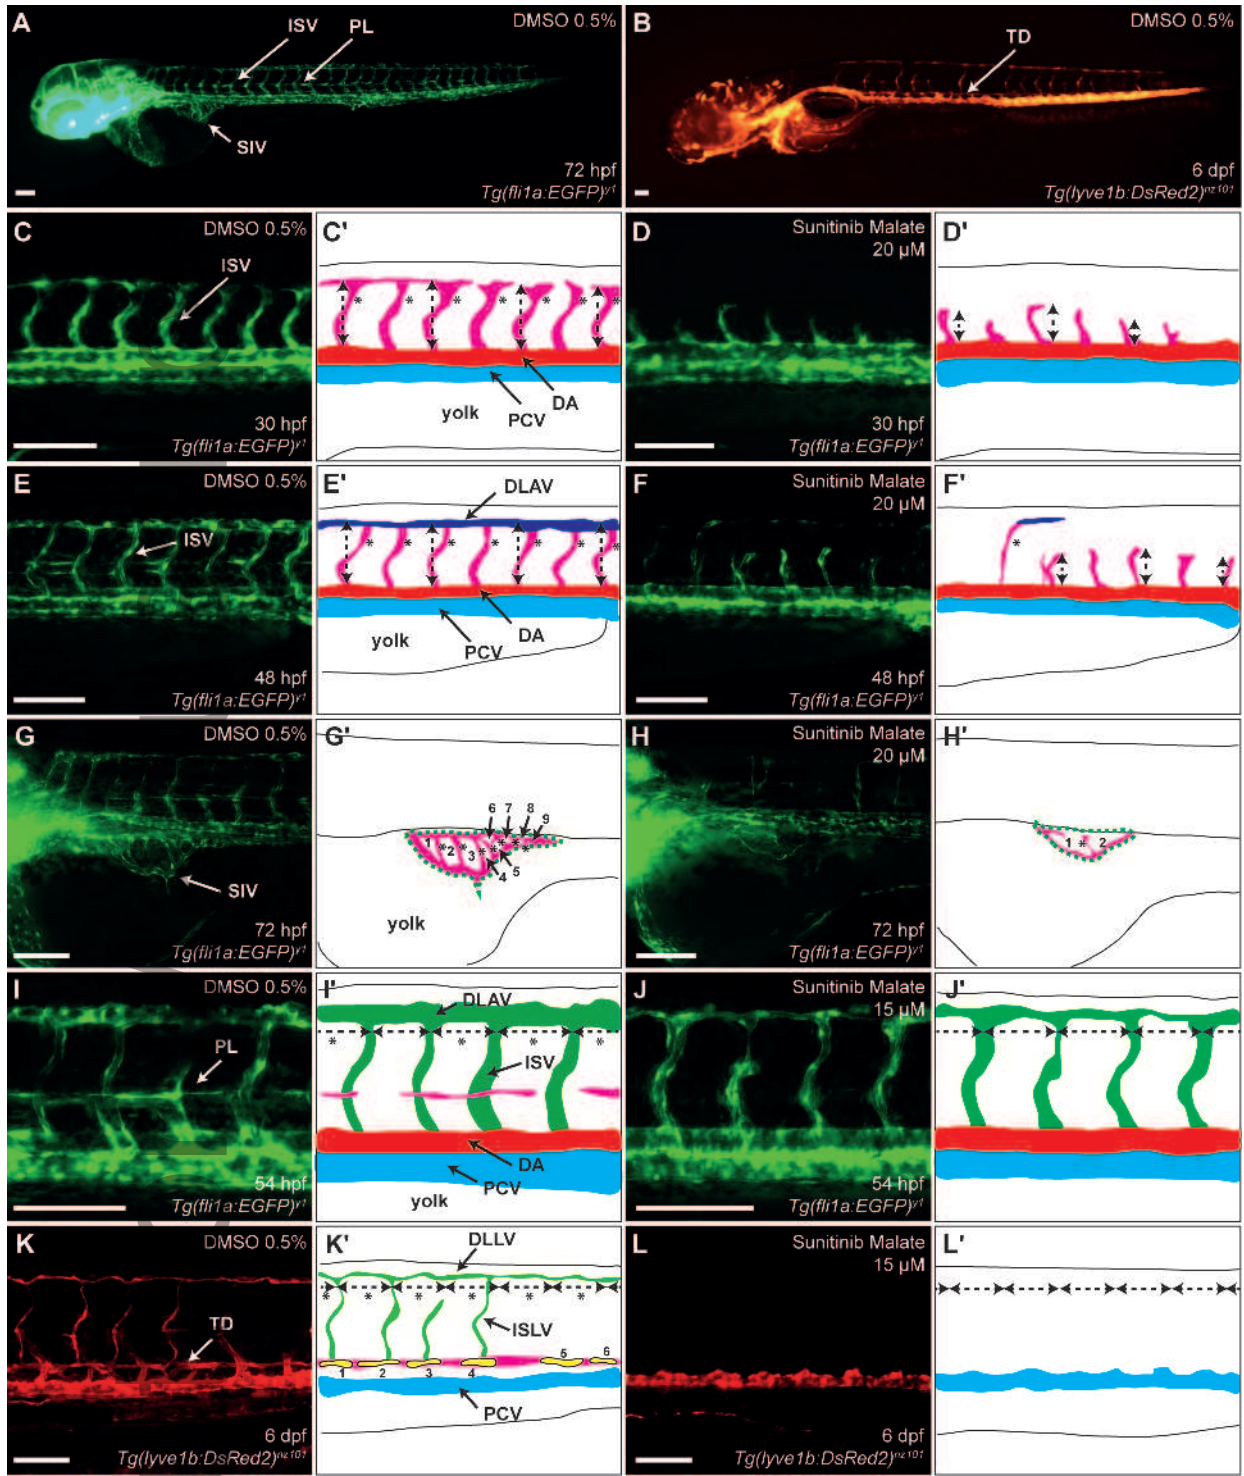 A
ISV
PL
DMSO 0.5%
SIV
72 hpf
Tg(fli1a:EGFP)y1
B
DMSO 0.5%
TD
6 dpf
Tg(lyve1b:DsRed2)nz101
C
DMSO 0.5%
ISV
30 hpf
Tg(fli1a:EGFP)y1
C'
* * * * * *
DA
PCV
yolk
D
Sunitinib Malate
20 µM
30 hpf
Tg(fli1a:EGFP)y1
D'
E
DMSO 0.5%
ISV
48 hpf
Tg(fli1a:EGFP)y1
E'
DLAV
* * * * * *
DA
PCV
yolk
F
Sunitinib Malate
20 µM
48 hpf
Tg(fli1a:EGFP)y1
F'
*
G
DMSO 0.5%
SIV
72 hpf
Tg(fli1a:EGFP)y1
G'
6 7 8 9
1 * 2 * 3 * * * * *
4 5
yolk
H
Sunitinib Malate
20 µM
72 hpf
Tg(fli1a:EGFP)y1
H'
1 * 2
I
DMSO 0.5%
PL
54 hpf
Tg(fli1a:EGFP)y1
I'
DLAV
* * * *
ISV
DA
PCV
yolk
J
Sunitinib Malate
15 µM
54 hpf
Tg(fli1a:EGFP)y1
J'
K
DMSO 0.5%
TD
6 dpf
Tg(lyve1b:DsRed2)nz101
K'
DLLV
* * * * * *
ISLV
1 2 3 4 5 6
PCV
L
Sunitinib Malate
15 µM
6 dpf
Tg(lyve1b:DsRed2)nz101
L'